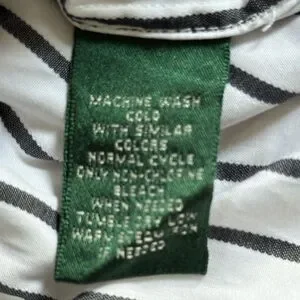 MACHINE WASH
COLD
WITH SIMILAR
COLORS
NORMAL CYCLE
ONLY NON-CHLORINE
BLEACH
WHEN NEEDED
TUMBLE DRY LOW
WARM IRON
IF NEEDED